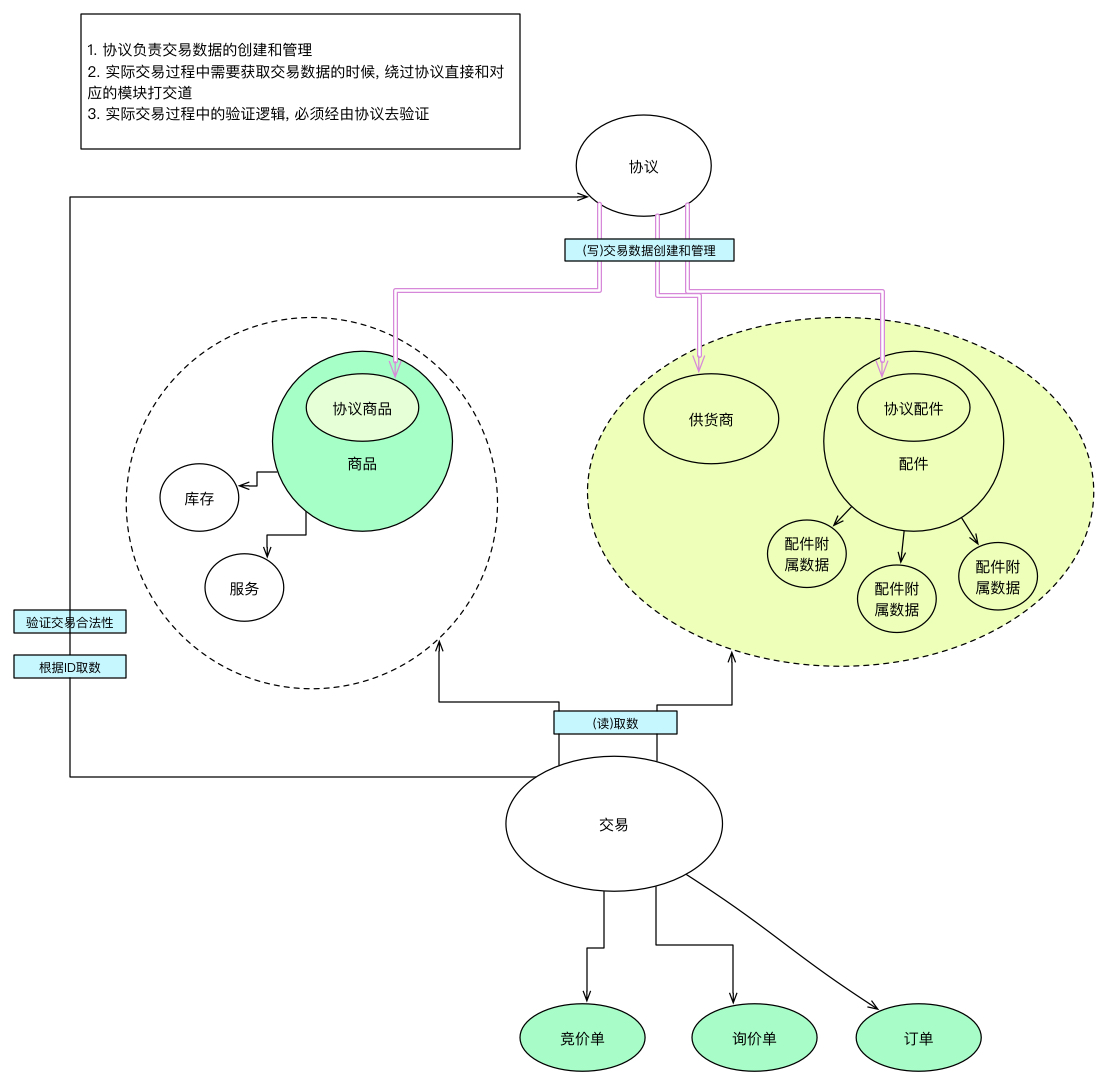 1. 协议负责交易数据的创建和管理
2. 实际交易过程中需要获取交易数据的时候, 绕过协议直接和对
应的模块打交道
3. 实际交易过程中的验证逻辑, 必须经由协议去验证
协议
(写)交易数据创建和管理
协议商品
商品
库存
服务
供货商
协议配件
配件
配件附
属数据
配件附
属数据
配件附
属数据
验证交易合法性
根据ID取数
(读)取数
交易
竞价单
询价单
订单